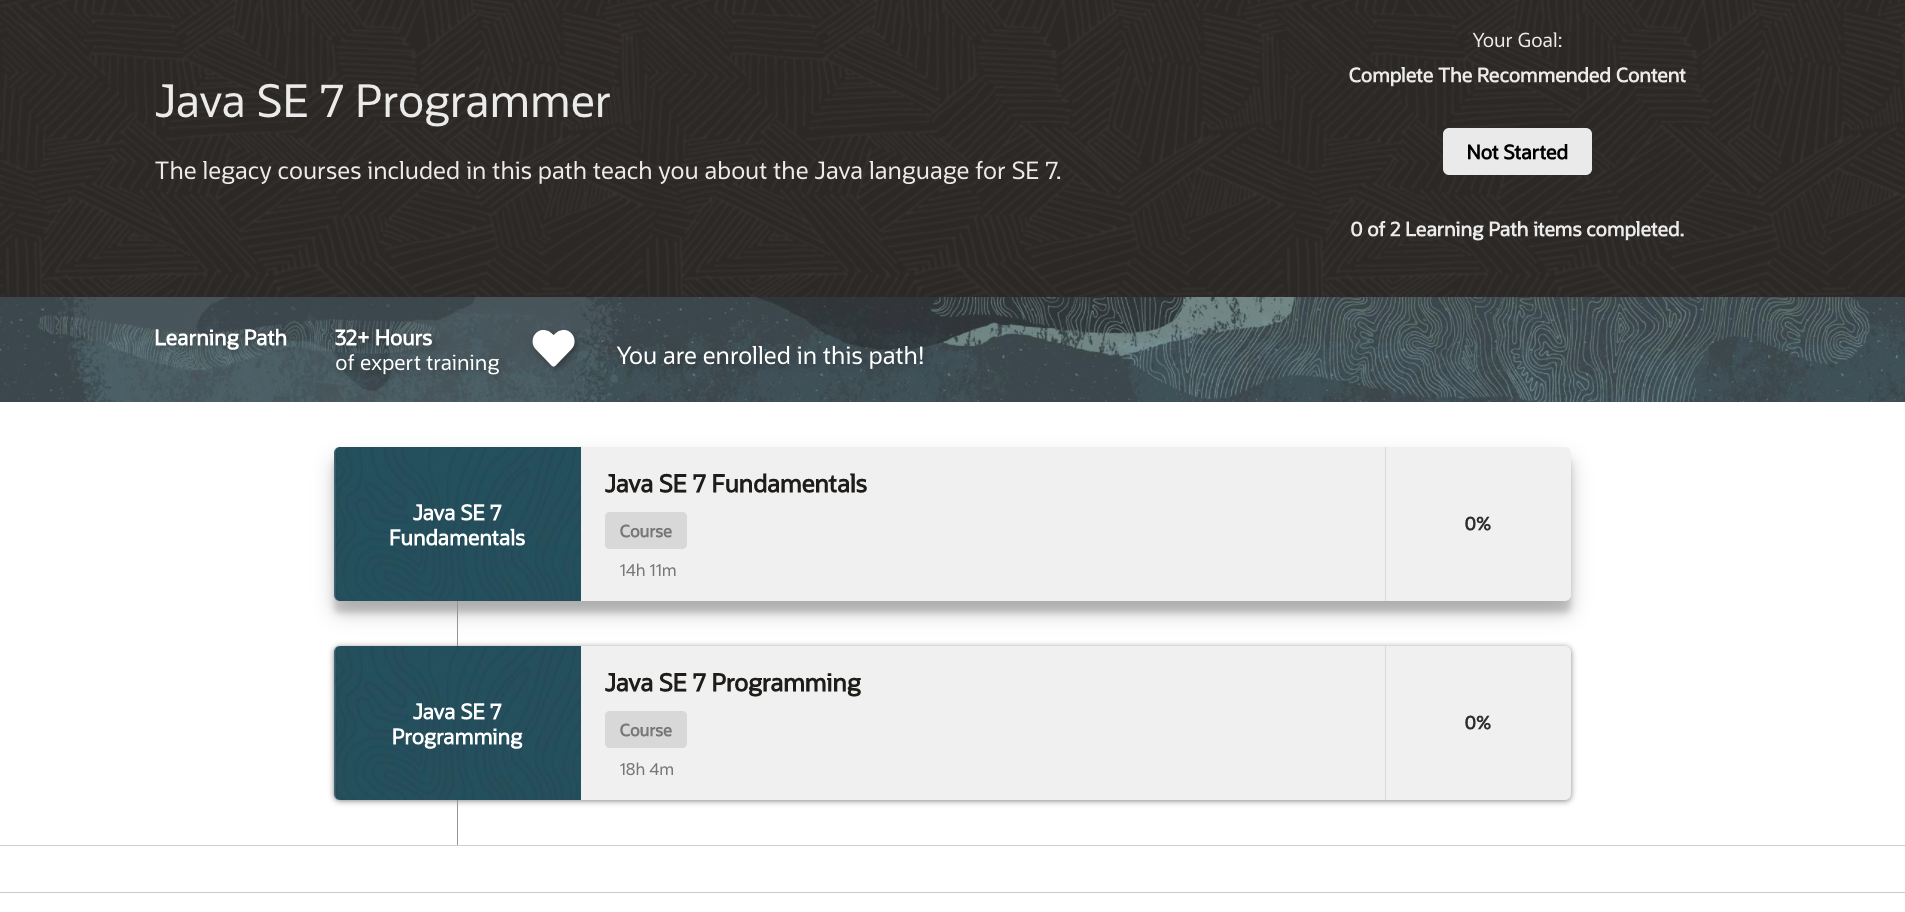 Java SE 7 Programmer
The legacy courses included in this path teach you about the Java language for SE 7.
Your Goal:
Complete The Recommended Content
Not Started
0 of 2 Learning Path items completed.
Learning Path
32+ Hours
of expert training
You are enrolled in this path!
Java SE 7
Fundamentals
Java SE 7 Fundamentals
Course
14h 11m
0%
Java SE 7
Programming
Java SE 7 Programming
Course
18h 4m
0%